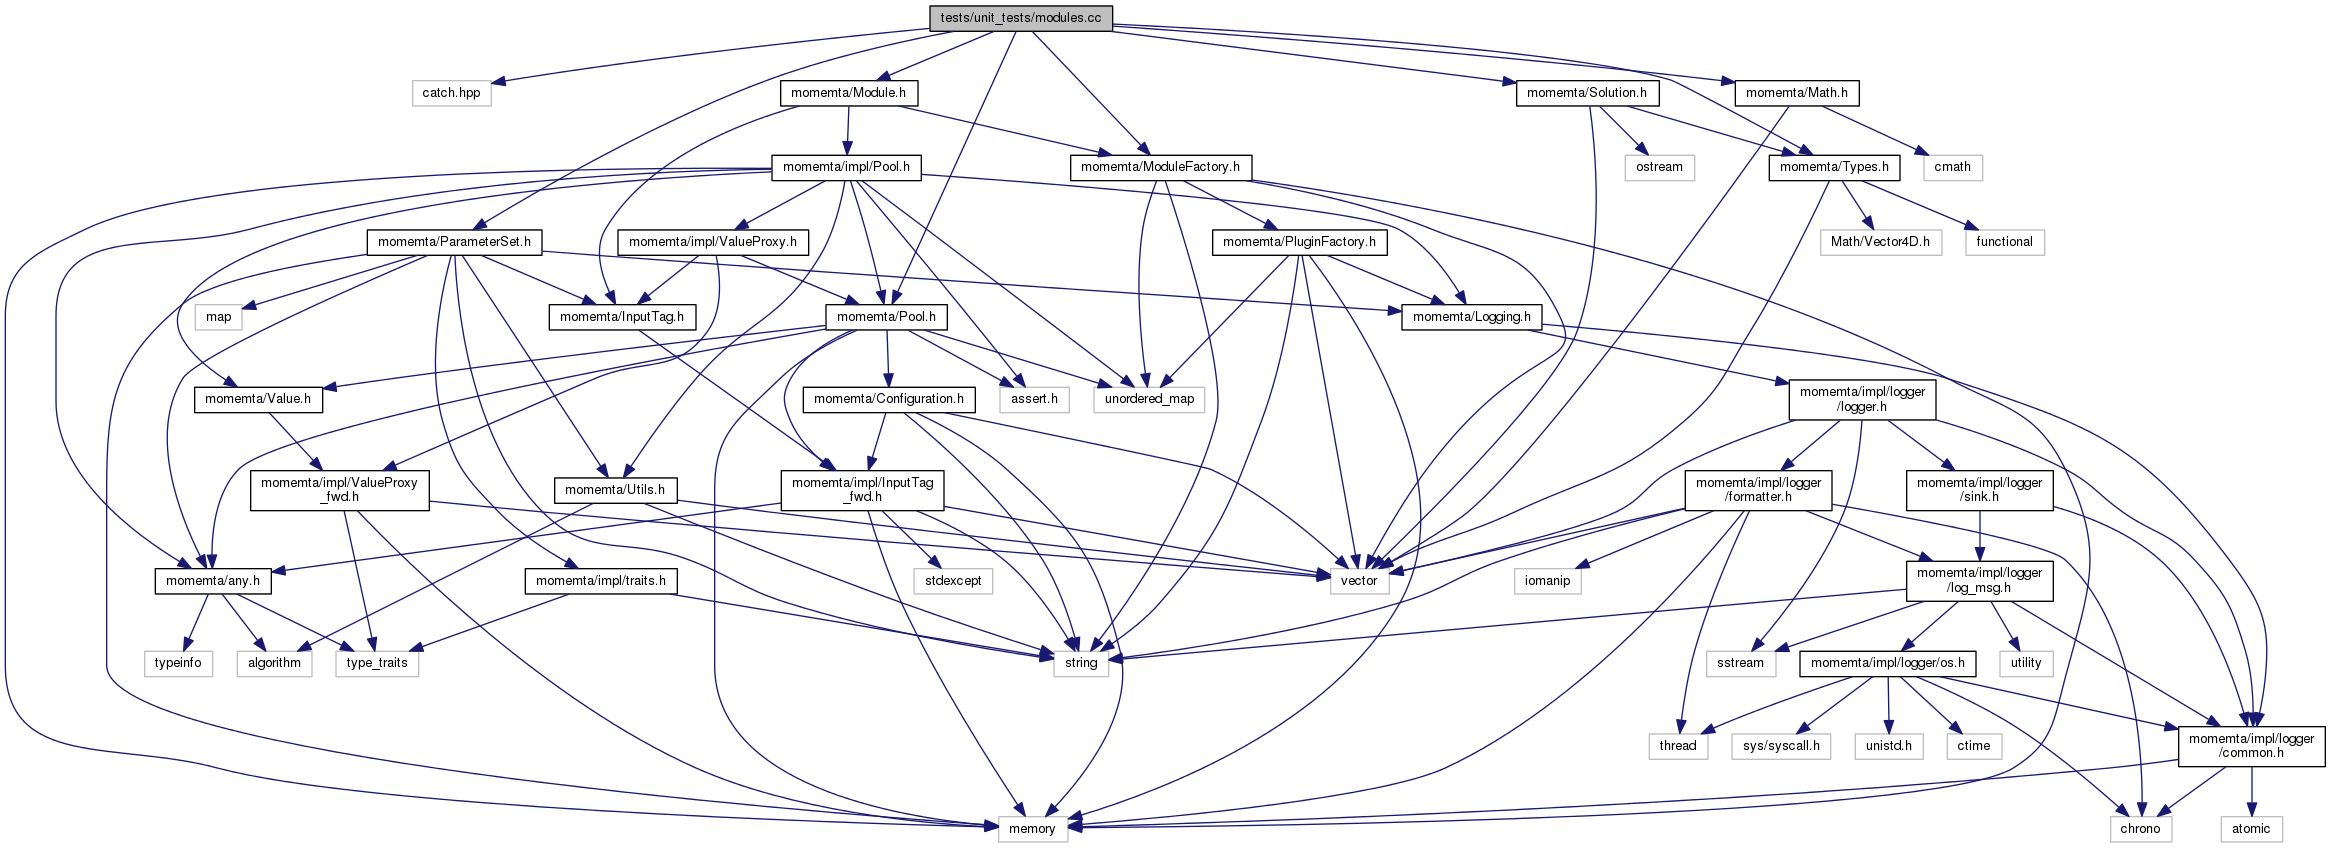 tests/unit_tests/modules.cc
catch.hpp
momemta/Module.h
momemta/Solution.h
momemta/Math.h
momemta/impl/Pool.h
momemta/ModuleFactory.h
ostream
momemta/Types.h
cmath
momemta/ParameterSet.h
momemta/impl/ValueProxy.h
momemta/PluginFactory.h
Math/Vector4D.h
functional
map
momemta/InputTag.h
momemta/Pool.h
momemta/Logging.h
momemta/Value.h
momemta/Configuration.h
assert.h
unordered_map
momemta/impl/logger
/logger.h
momemta/impl/ValueProxy
_fwd.h
momemta/Utils.h
momemta/impl/InputTag
_fwd.h
momemta/impl/logger
/formatter.h
momemta/impl/logger
/sink.h
momemta/any.h
momemta/impl/traits.h
stdexcept
vector
iomanip
momemta/impl/logger
/log_msg.h
typeinfo
algorithm
type_traits
string
sstream
momemta/impl/logger/os.h
utility
thread
sys/syscall.h
unistd.h
ctime
momemta/impl/logger
/common.h
memory
chrono
atomic